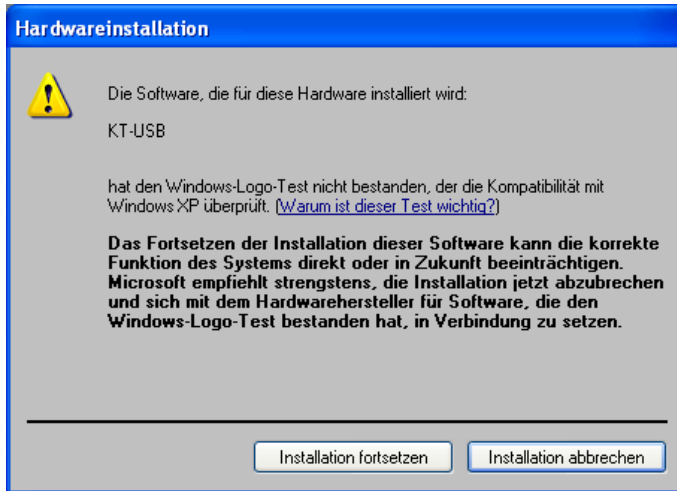 Hardwareinstallation
Die Software, die für diese Hardware installiert wird:
KT-USB
hat den Windows-Logo-Test nicht bestanden, der die Kompatibilität mit
Windows XP überprüft. (Warum ist dieser Test wichtig?)
Das Fortsetzen der Installation dieser Software kann die korrekte
Funktion des Systems direkt oder in Zukunft beeinträchtigen.
Microsoft empfiehlt strengstens, die Installation jetzt abzubrechen
und sich mit dem Hardwarehersteller für Software, die den
Windows-Logo-Test bestanden hat, in Verbindung zu setzen.
Installation fortsetzen
Installation abbrechen